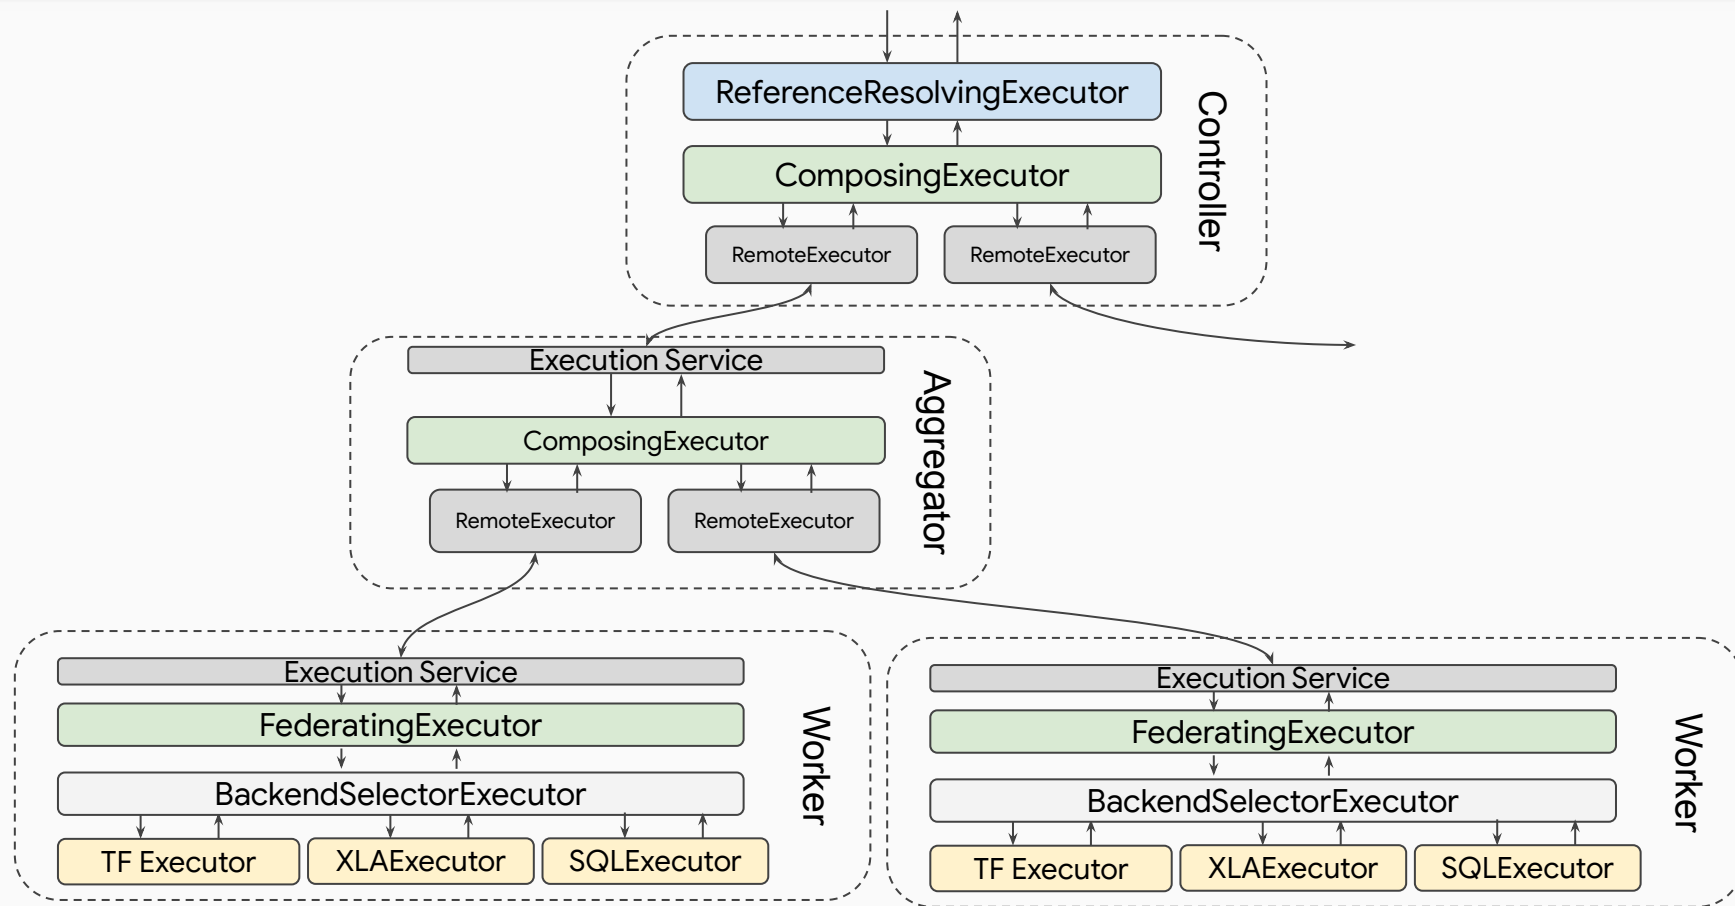 ReferenceResolvingExecutor
ComposingExecutor
RemoteExecutor
RemoteExecutor
Controller
Execution Service
ComposingExecutor
RemoteExecutor
RemoteExecutor
Aggregator
Execution Service
FederatingExecutor
BackendSelectorExecutor
TF Executor
XLAExecutor
SQLExecutor
Worker
Execution Service
FederatingExecutor
BackendSelectorExecutor
TF Executor
XLAExecutor
SQLExecutor
Worker